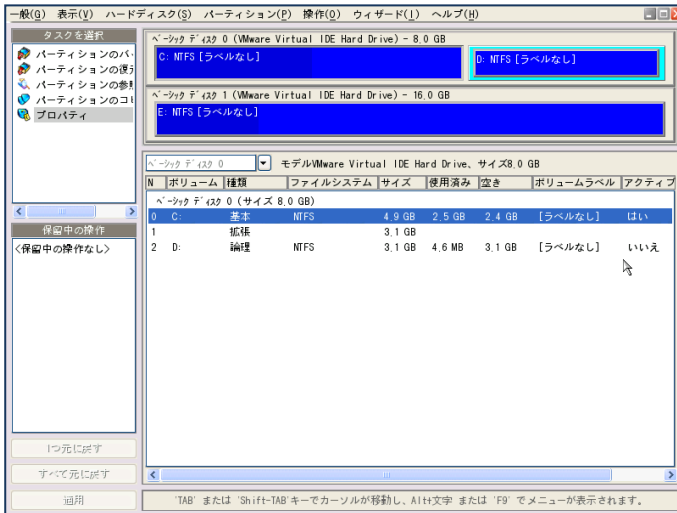 一般(G) 表示(V) ハードディスク(S) パーティション(P) 操作(O) ウィザード(I) ヘルプ(H)
タスクを選択
パーティションのバ
パーティションの復
パーティションの参
パーティションのコ
プロパティ
保留中の操作
<保留中の操作なし>
1つ元に戻す
すべて元に戻す
適用
ベーシック ディスク 0 (VMware Virtual IDE Hard Drive) - 8.0 GB
C: NTFS [ラベルなし]
D: NTFS [ラベルなし]
ベーシック ディスク 1 (VMware Virtual IDE Hard Drive) - 16.0 GB
E: NTFS [ラベルなし]
ベーシック ディスク 0 モデルVMware Virtual IDE Hard Drive、サイズ8.0 GB
N ボリューム 種類 ファイルシステム サイズ 使用済み 空き ボリュームラベル アクティブ
ベーシック ディスク 0 (サイズ 8.0 GB)
0 C: 基本 NTFS 4.9 GB 2.5 GB 2.4 GB [ラベルなし] はい
1 拡張 3.1 GB
2 D: 論理 NTFS 3.1 GB 4.6 MB 3.1 GB [ラベルなし] いいえ
'TAB' または 'Shift-TAB'キーでカーソルが移動し、Alt+文字 または 'F9' でメニューが表示されます。